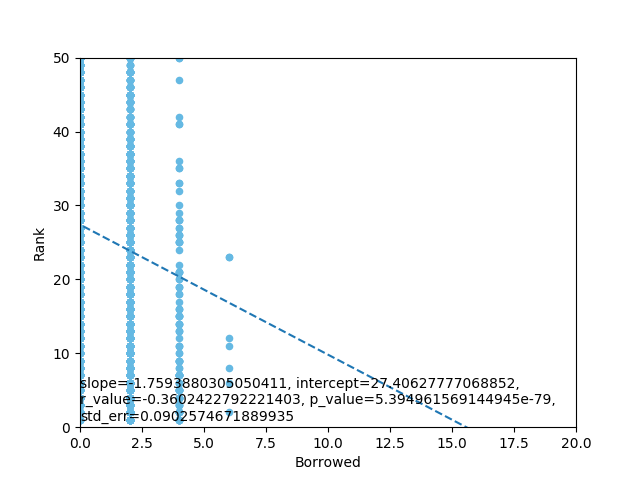 50
40
30
20
10
0
Rank
slope=-1.7593880305050411, intercept=27.40627777068852,
r_value=-0.3602422792221403, p_value=5.394961569144945e-79,
std_err=0.0902574671889935
0.0 2.5 5.0 7.5 10.0 12.5 15.0 17.5 20.0
Borrowed